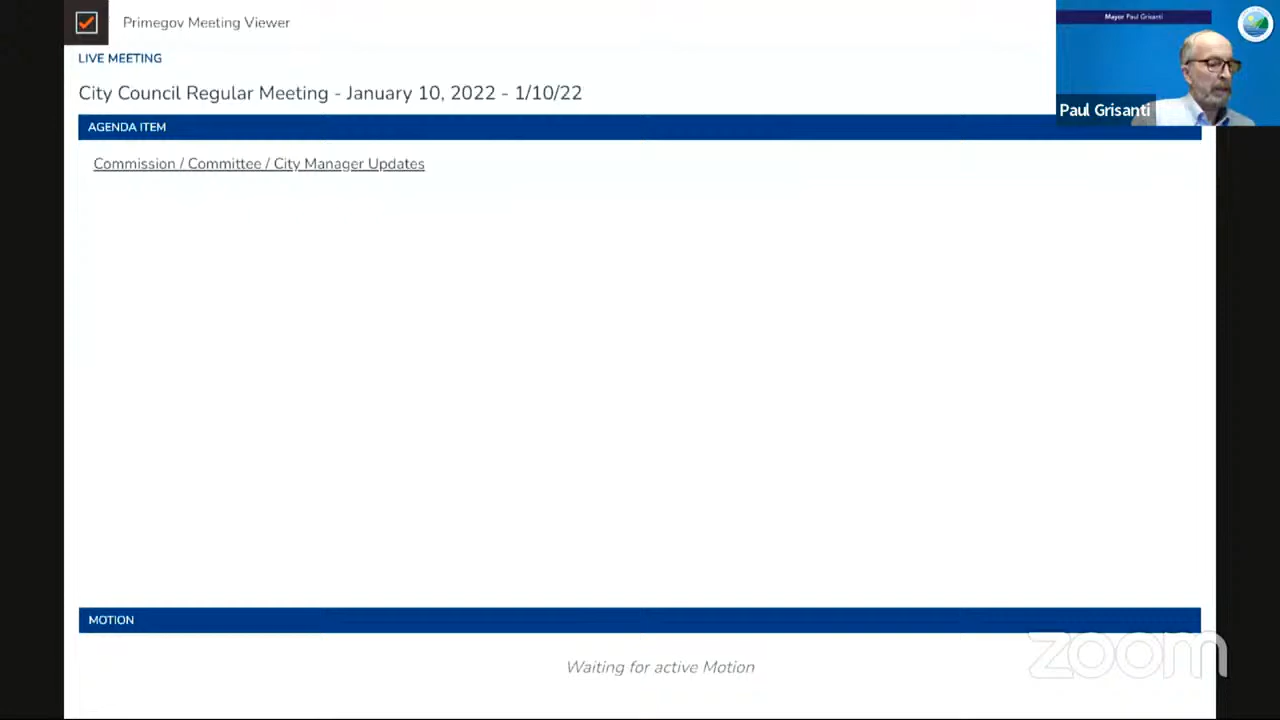 Primegov Meeting Viewer
LIVE MEETING
City Council Regular Meeting - January 10, 2022 - 1/10/22
Mayor Paul Grisanti
Paul Grisanti
AGENDA ITEM
Commission / Committee / City Manager Updates
MOTION
Waiting for active Motion
zoom